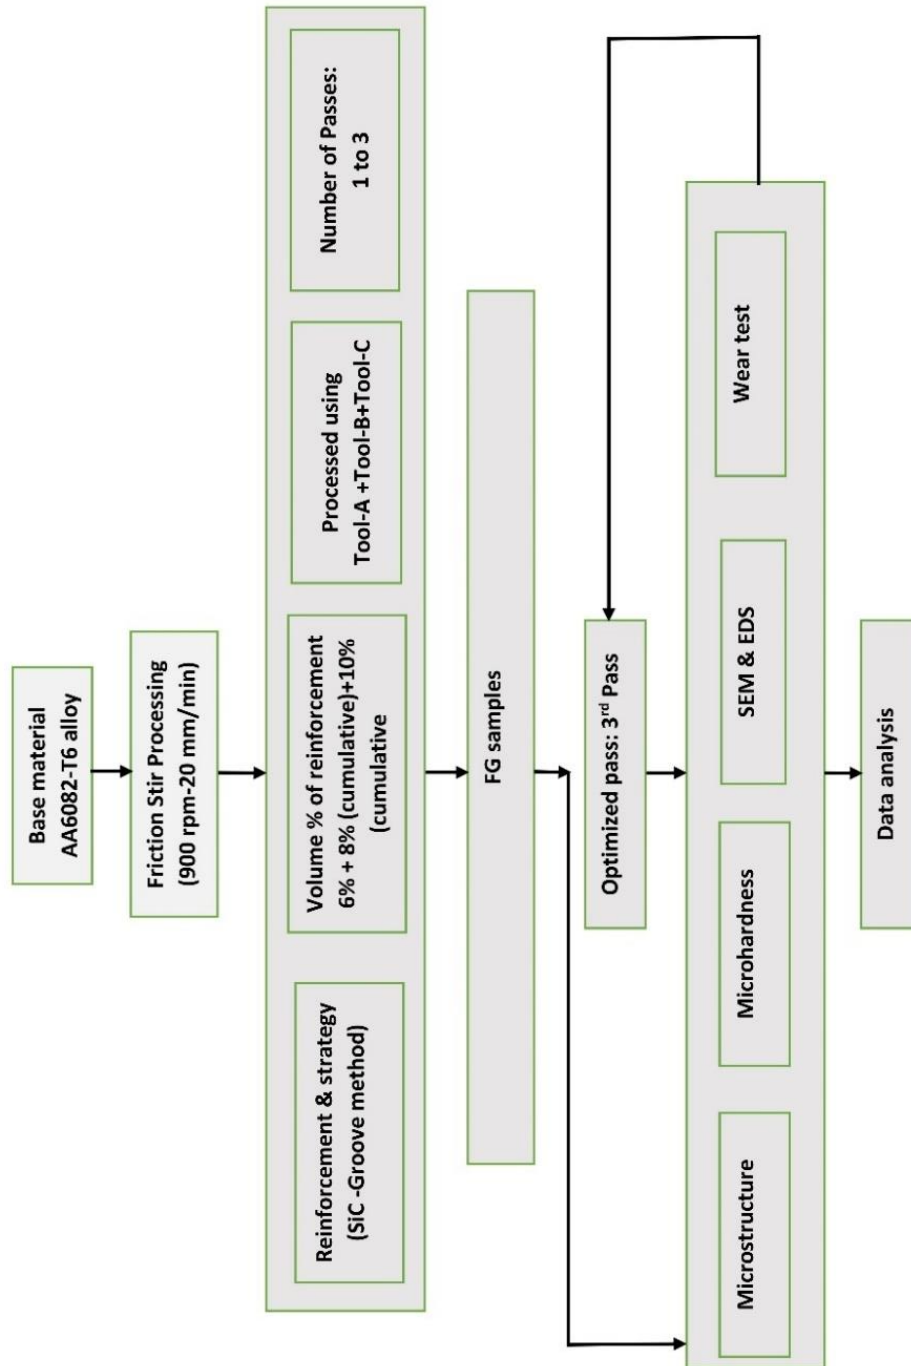 Base material
AA6082-T6 alloy
Friction Stir Processing
(900 rpm-20 mm/min)
Reinforcement & strategy
(SiC -Groove method)
Volume % of reinforcement
6% + 8% (cumulative)+10%
(cumulative
Processed using
Tool-A +Tool-B+Tool-C
Number of Passes:
1 to 3
FG samples
Optimized pass: 3rd Pass
Microstructure
Microhardness
SEM & EDS
Wear test
Data analysis